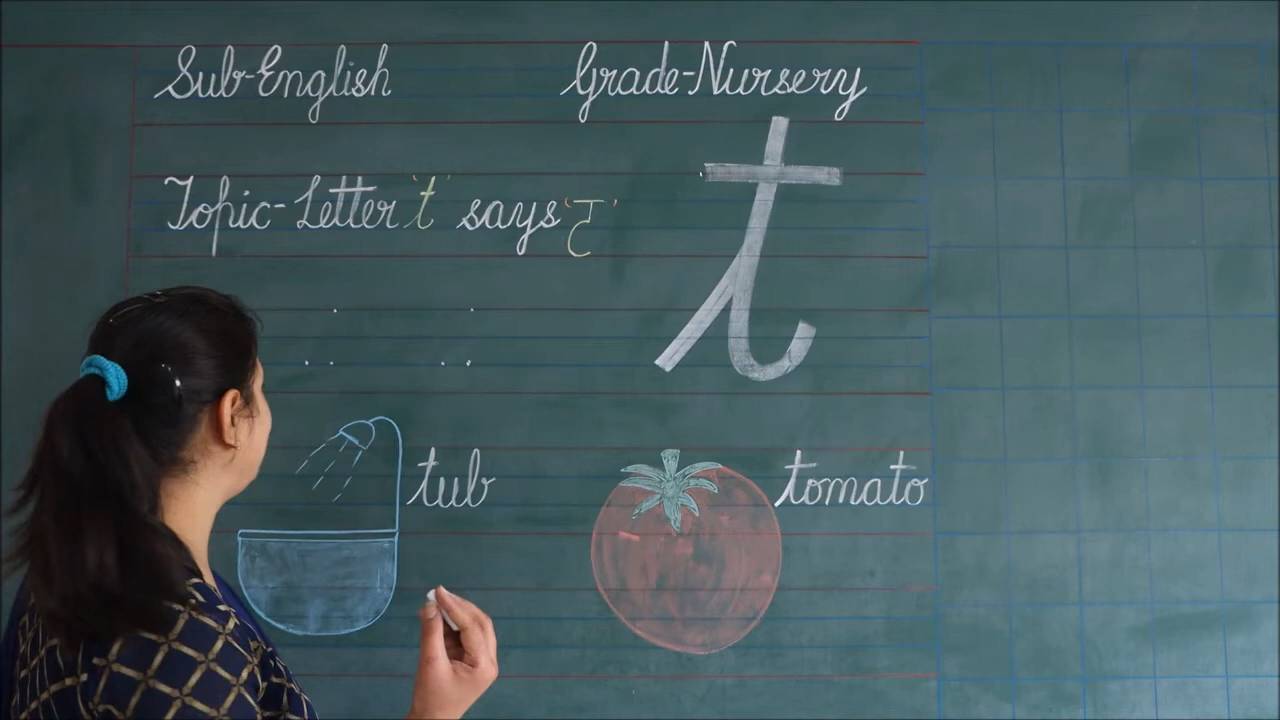 Sub-English
Grade-Nursery
Topic-Letter 't' says 'ट'
t
tub
tomato